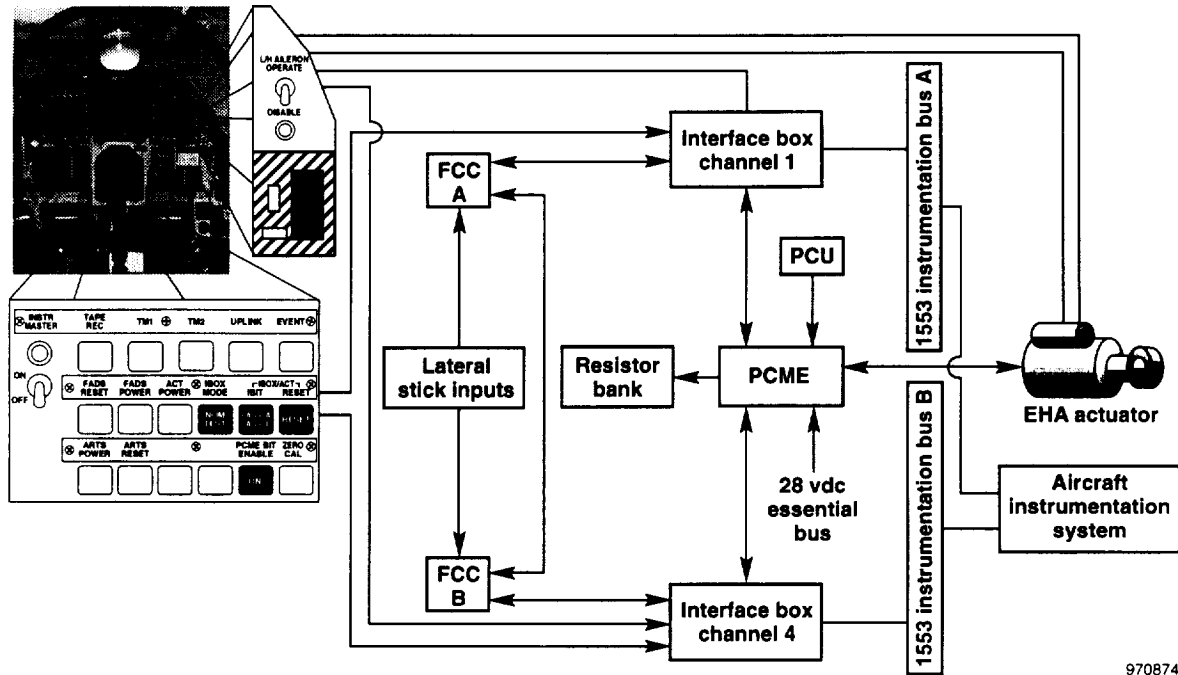 L/H AILERON
OPERATE
DISABLE
INSTR
MASTER
TAPE
REC
TM1
TM2
UPLINK
EVENT
ON
OFF
FADS
RESET
FADS
POWER
ACT
POWER
IBOX
MODE
IBOX/ACT
IBIT
RESET
RESET
ARTS
POWER
ARTS
RESET
PCME BIT
ENABLE
ZERO
CAL
ON
FCC
A
Lateral
stick inputs
FCC
B
Interface box
channel 1
PCU
Resistor
bank
PCME
28 vdc
essential
bus
Interface box
channel 4
1553 instrumentation bus A
1553 instrumentation bus B
EHA actuator
Aircraft
instrumentation
system
970874